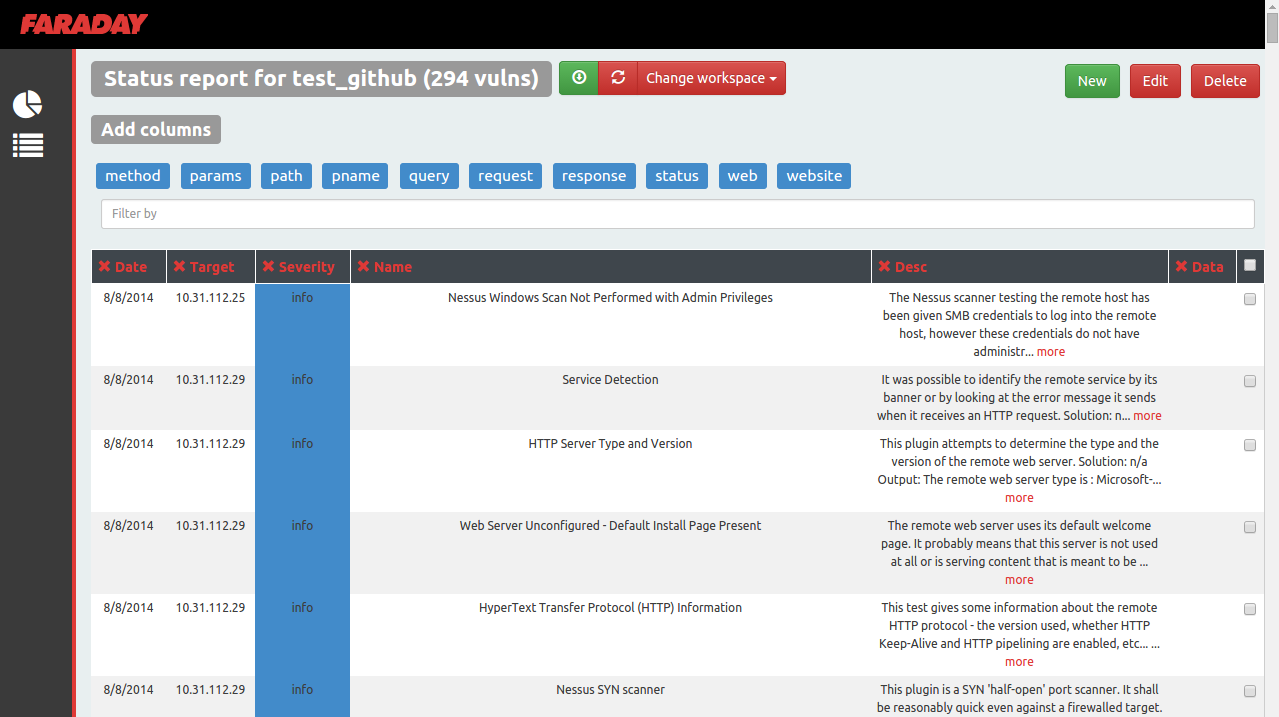 FARADAY
Status report for test_github (294 vulns)
Change workspace
New
Edit
Delete
Add columns
method
params
path
pname
query
request
response
status
web
website
Filter by
Date
Target
Severity
Name
Desc
Data
8/8/2014
10.31.112.25
info
Nessus Windows Scan Not Performed with Admin Privileges
The Nessus scanner testing the remote host has
been given SMB credentials to log into the remote
host, however these credentials do not have
administr... more
8/8/2014
10.31.112.29
info
Service Detection
It was possible to identify the remote service by its
banner or by looking at the error message it sends
when it receives an HTTP request. Solution: n... more
8/8/2014
10.31.112.29
info
HTTP Server Type and Version
This plugin attempts to determine the type and the
version of the remote web server. Solution: n/a
Output: The remote web server type is : Microsoft-...
more
8/8/2014
10.31.112.29
info
Web Server Unconfigured - Default Install Page Present
The remote web server uses its default welcome
page. It probably means that this server is not used
at all or is serving content that is meant to be ...
more
8/8/2014
10.31.112.29
info
HyperText Transfer Protocol (HTTP) Information
This test gives some information about the remote
HTTP protocol - the version used, whether HTTP
Keep-Alive and HTTP pipelining are enabled, etc... ...
more
8/8/2014
10.31.112.29
info
Nessus SYN scanner
This plugin is a SYN 'half-open' port scanner. It shall
be reasonably quick even against a firewalled target.